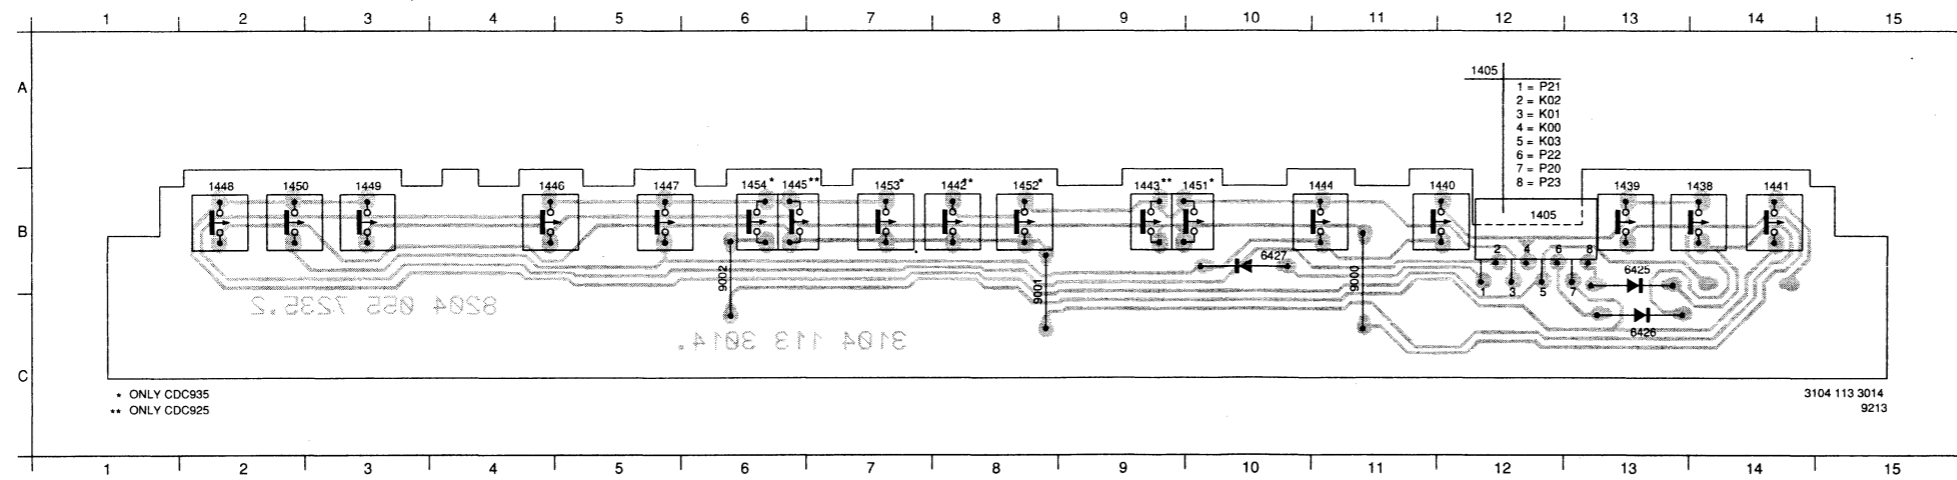 1 2 3 4 5 6 7 8 9 10 11 12 13 14 15
A
1405
1 = P21
2 = K02
3 = K01
4 = K00
5 = K03
6 = P22
7 = P20
8 = P23
1448 1450 1449 1446 1447 1454* 1445** 1453* 1442** 1452* 1443** 1451* 1444 1440 1439 1438 1441
1405
B
2 4 6 8
6427
6425
9002 9001 9000
1 3 5 7
8204 055 7235.2
6426
3104 113 3014.
C
* ONLY CDC935
** ONLY CDC925
3104 113 3014
9213
1 2 3 4 5 6 7 8 9 10 11 12 13 14 15